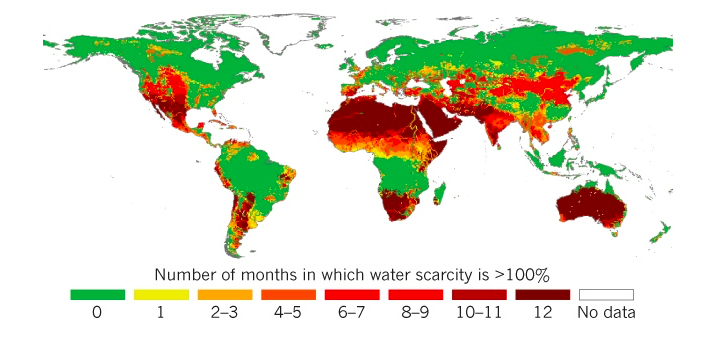 Number of months in which water scarcity is >100%
0 1 2–3 4–5 6–7 8–9 10–11 12 No data